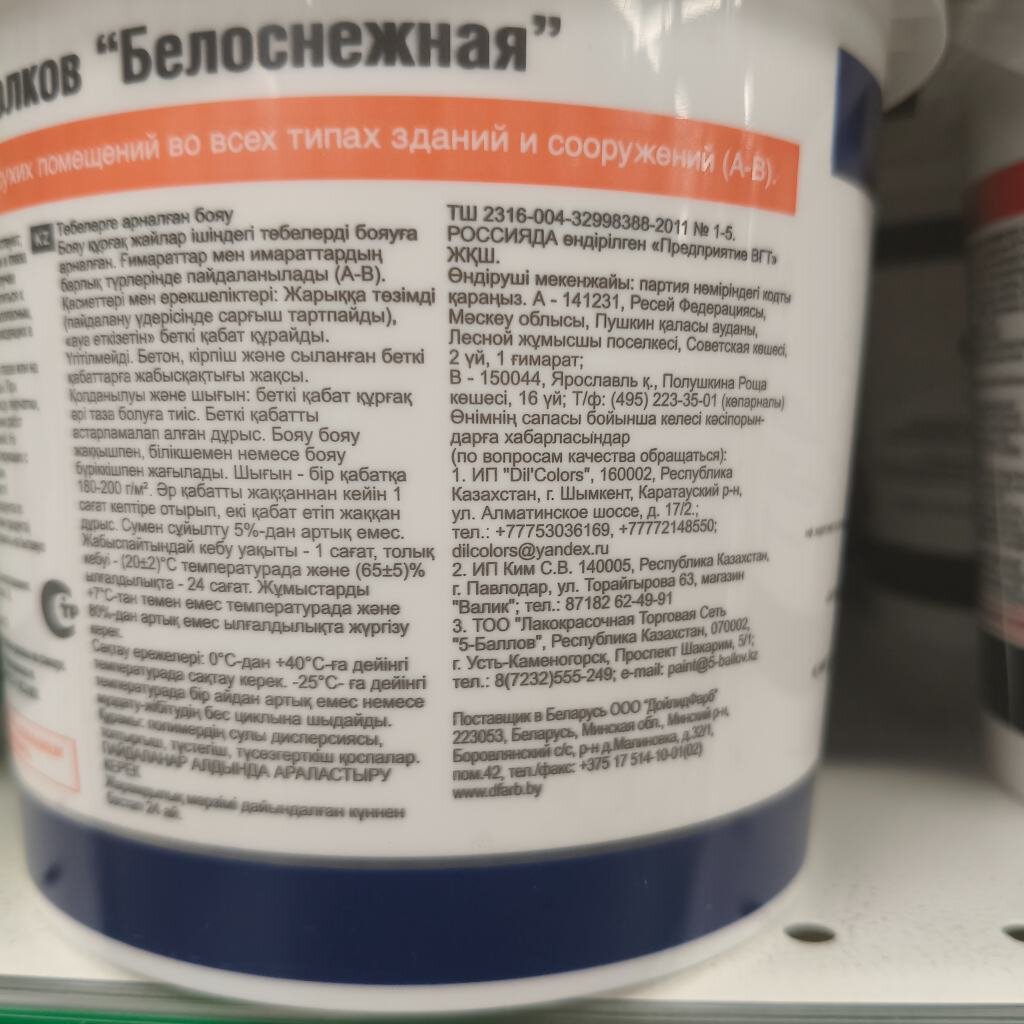 "Белоснежная"
помещений во всех типах зданий и сооружений (А-В).
KZ
Тебелерге арналған бояу
Бояу құрғақ жайлар ішіндегі төбелерді бояуға
арналған. Ғимараттар мен имараттардың
барлық түрлерінде пайдаланылады (А-В).
Қасиеттері мен ерекшеліктері: Жарыққа төзімді
(пайдалану үдерісінде сарғыш тартпайды),
«ауа өткізетін» беткі қабат құрайды.
Үгітілмейді. Бетон, кірпіш және сыланған беткі
қабаттарға жабысқақтығы жақсы.
Қолданылуы және шығын: беткі қабат құрғақ
әрі таза болуға тиіс. Беткі қабатты
астарламалап алған дұрыс. Бояу бояу
жаққышпен, білікшемен немесе бояу
бүріккішпен жағылады. Шығын - бір қабатқа
180-200 г/м². Әр қабатты жаққаннан кейін 1
сағат кептіре отырып, екі қабат етіп жаққан
дұрыс. Сумен сұйылту 5%-дан артық емес.
Жабыспайтындай кебу уақыты - 1 сағат, толық
кебуі - (20±2)°С температурада және (65±5)%
ылғалдылықта - 24 сағат. Жұмыстарды
+7°С-тан төмен емес температурада және
80%-дан артық емес ылғалдылықта жүргізу
керек.
Сақтау ережелері: 0°С-дан +40°С-ға дейінгі
температурада сақтау керек. -25°С- ға дейінгі
температурада бір айдан артық емес немесе
мұздату-жібітудің бес циклына шыдайды.
Құрамы: полимердің сулы дисперсиясы,
толтырғыш, түстегіш, түсөзгерткіш қоспалар.
ПАЙДАЛАНАР АЛДЫНДА АРАЛАСТЫРУ
КЕРЕК
Жарамдылық мерзімі дайындалған күннен
бастап 24 ай.
ТШ 2316-004-32998388-2011 № 1-5.
РОССИЯДА өндірілген «Предприятие ВГТ»
ЖҚШ.
Өндіруші мекенжайы: партия нөміріндегі кодты
қараңыз. А - 141231, Ресей Федерациясы,
Мәскеу облысы, Пушкин қаласы ауданы,
Лесной жұмысшы поселкесі, Советская көшесі,
2 үй, 1 ғимарат;
В - 150044, Ярославль қ., Полушкина Роща
көшесі, 16 үй; Т/ф: (495) 223-35-01 (көпарналы)
Өнімнің сапасы бойынша келесі кәсіпорын-
дарға хабарласыңдар
(по вопросам качества обращаться):
1. ИП "Dil'Colors", 160002, Республика
Казахстан, г. Шымкент, Каратауский р-н,
ул. Алматинское шоссе, д. 17/2.;
тел.: +77753036169, +77772148550;
dilcolors@yandex.ru
2. ИП Ким С.В. 140005, Республика Казахстан,
г. Павлодар, ул. Торайгырова 63, магазин
"Валик"; тел.: 87182 62-49-91
3. ТОО "Лакокрасочная Торговая Сеть
"5-Баллов", Республика Казахстан, 070002,
г. Усть-Каменогорск, Проспект Шакарим, 5/1;
тел.: 8(7232)555-249; e-mail: paint@5-ballov.kz
Поставщик в Беларусь ООО "ДойлидФарб"
223053, Беларусь, Минская обл., Минский р-н,
Боровлянский с/с, р-н д.Малиновка, д.32/1,
пом.42, тел./факс: +375 17 514-10-01(02)
www.dfarb.by